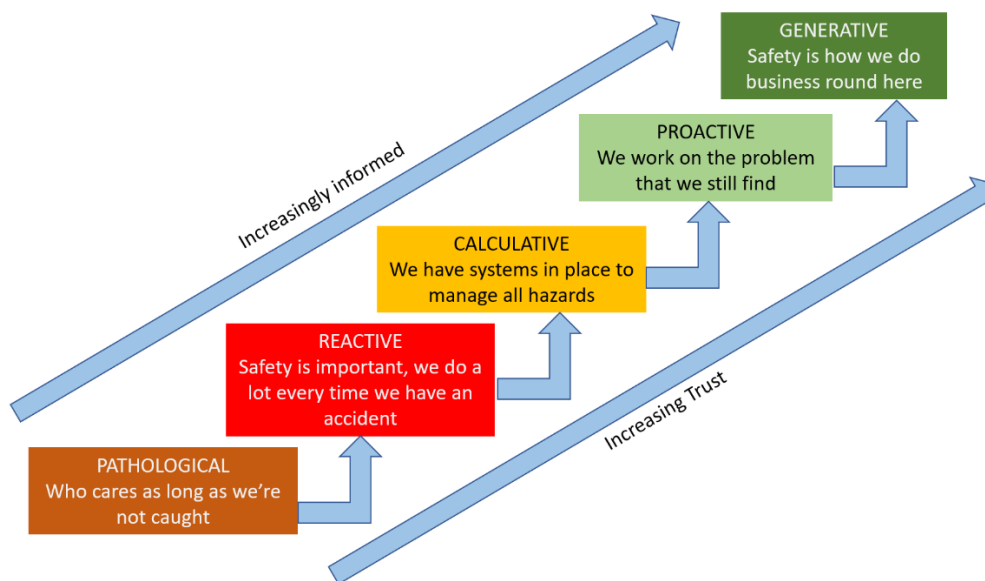 GENERATIVE
Safety is how we do
business round here
PROACTIVE
We work on the problem
that we still find
Increasingly informed
CALCULATIVE
We have systems in place to
manage all hazards
REACTIVE
Safety is important, we do a
lot every time we have an
accident
Increasing Trust
PATHOLOGICAL
Who cares as long as we’re
not caught